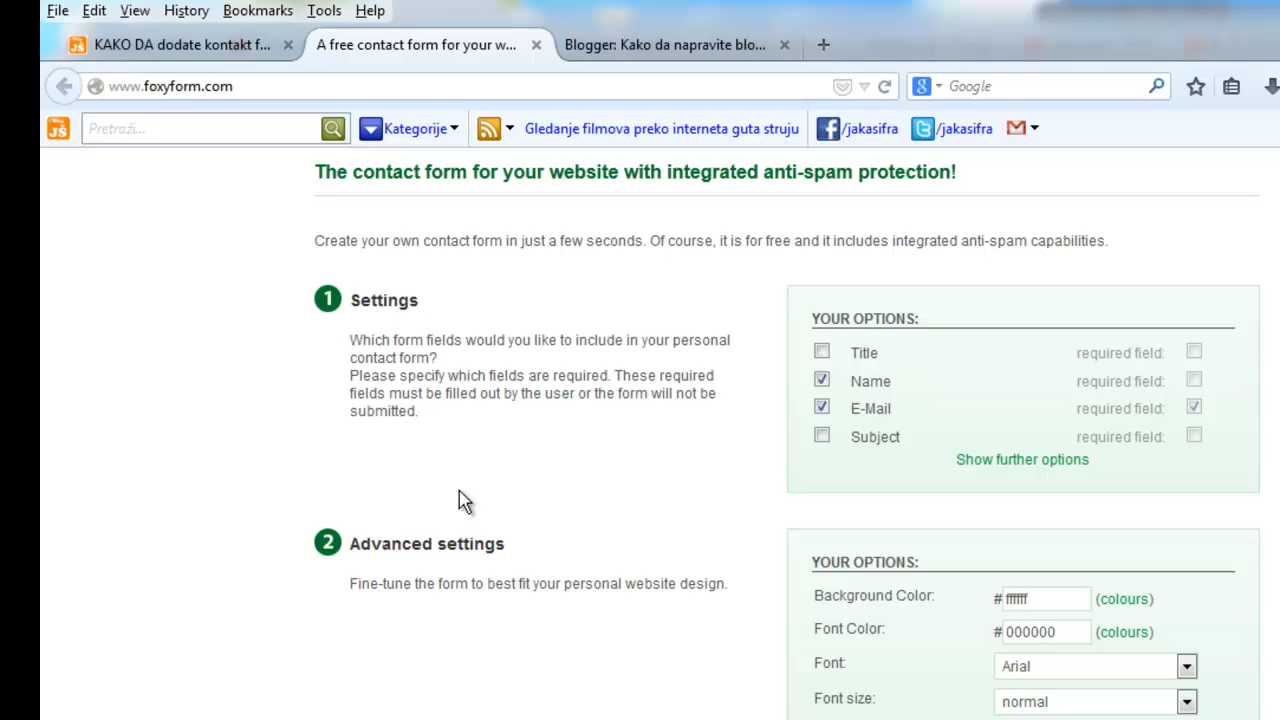 File Edit View History Bookmarks Tools Help
KAKO DA dodate kontakt f... × A free contact form for your w... × Blogger: Kako da napravite blo... × +
www.foxyform.com 8 Google
JŠ Pretraži... Kategorije Gledanje filmova preko interneta guta struju /jakasifra /jakasifra
The contact form for your website with integrated anti-spam protection!
Create your own contact form in just a few seconds. Of course, it is for free and it includes integrated anti-spam capabilities.
1 Settings
Which form fields would you like to include in your personal
contact form?
Please specify which fields are required. These required
fields must be filled out by the user or the form will not be
submitted.
YOUR OPTIONS:
Title required field:
Name required field:
E-Mail required field:
Subject required field:
Show further options
2 Advanced settings
Fine-tune the form to best fit your personal website design.
YOUR OPTIONS:
Background Color: # ffffff (colours)
Font Color: # 000000 (colours)
Font: Arial
Font size: normal